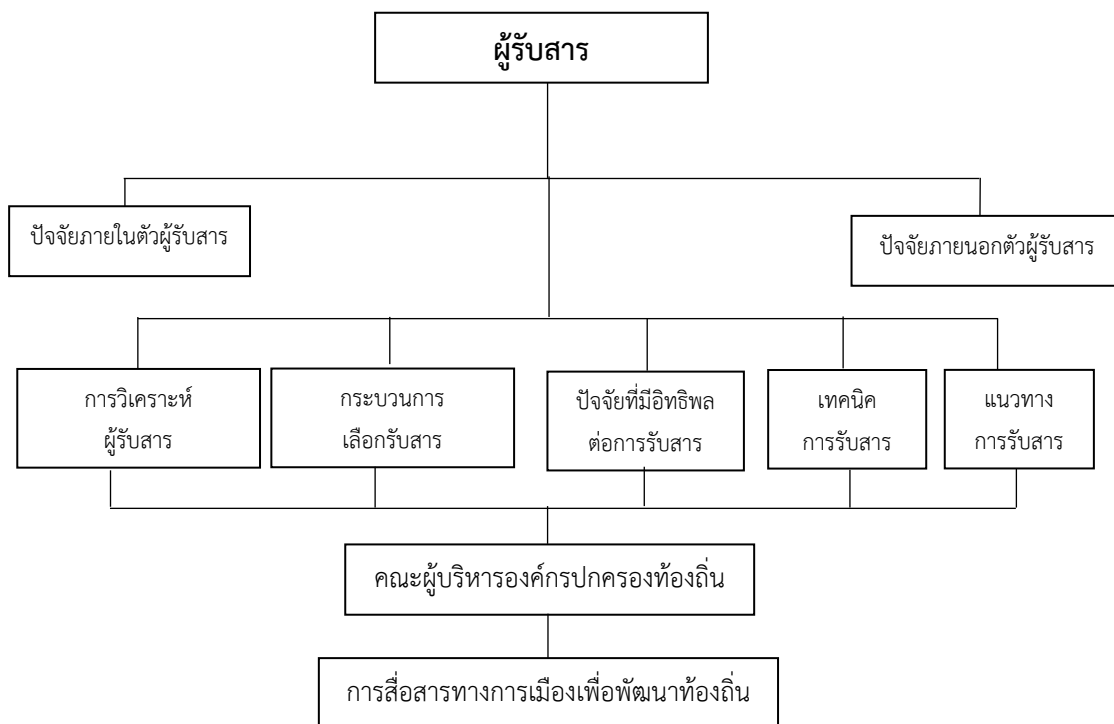 ผู้รับสาร
ปัจจัยภายในตัวผู้รับสาร
ปัจจัยภายนอกตัวผู้รับสาร
การวิเคราะห์
ผู้รับสาร
กระบวนการ
เลือกรับสาร
ปัจจัยที่มีอิทธิพล
ต่อการรับสาร
เทคนิค
การรับสาร
แนวทาง
การรับสาร
คณะผู้บริหารองค์กรปกครองท้องถิ่น
การสื่อสารทางการเมืองเพื่อพัฒนาท้องถิ่น